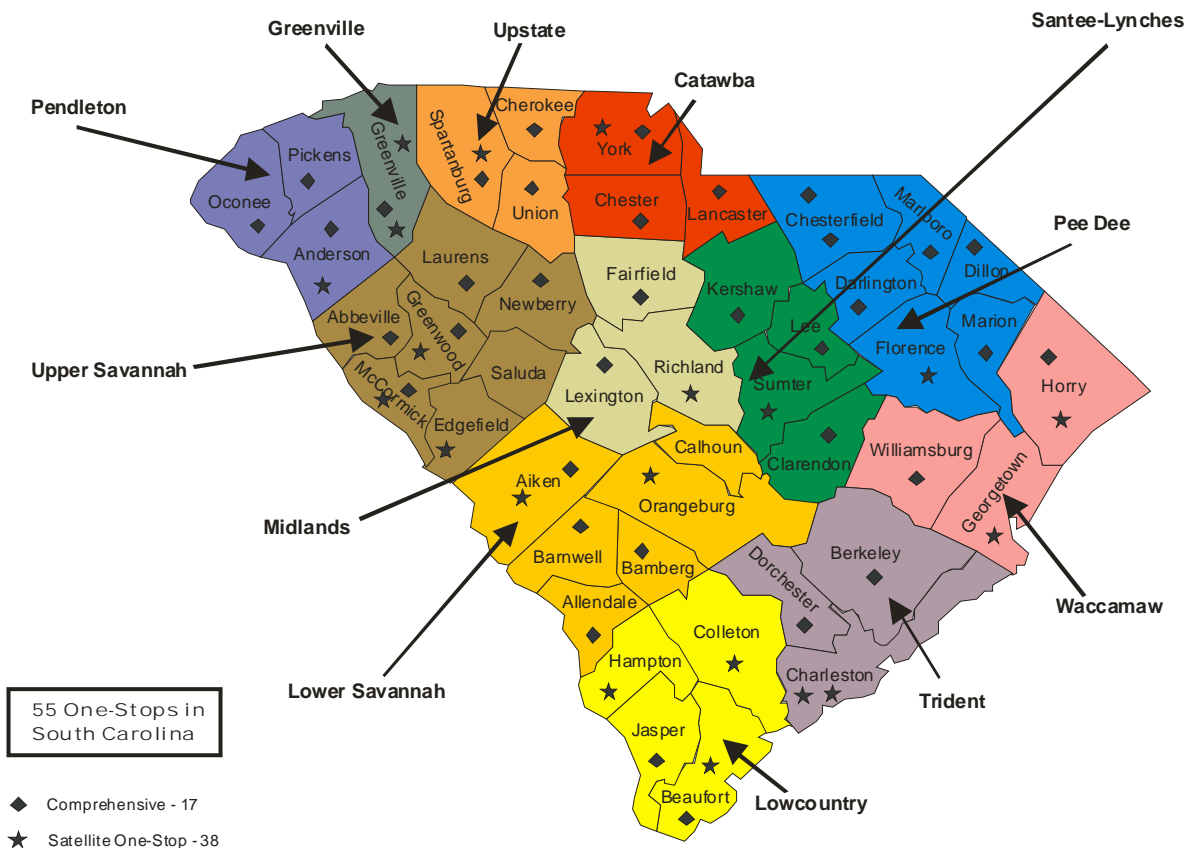 Santee-Lynches
Greenville
Upstate
Catawba
Pendleton
Cherokee
Spartanburg
York
Pickens
Greenville
Oconee
Chester
Union
Lancaster
Chesterfield
Marlboro
Pee Dee
Anderson
Laurens
Fairfield
Kershaw
Darlington
Dillon
Newberry
Abbeville
Greenwood
Lee
Marion
Florence
Upper Savannah
Saluda
Richland
Sumter
Horry
McCormick
Lexington
Edgefield
Calhoun
Williamsburg
Clarendon
Georgetown
Aiken
Orangeburg
Midlands
Barnwell
Bamberg
Berkeley
Dorchester
Allendale
Waccamaw
Colleton
Hampton
Charleston
Lower Savannah
Trident
55 One-Stops in
South Carolina
Jasper
Beaufort
Lowcountry
Comprehensive - 17
Satellite One-Stop - 38